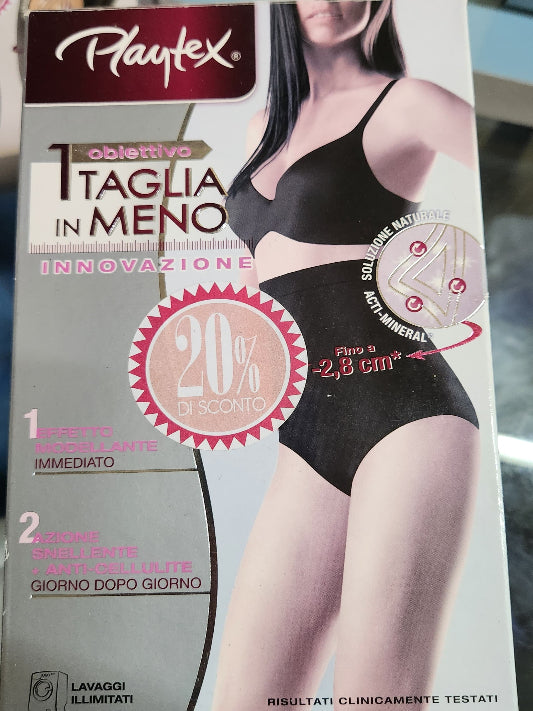 Playtex®
1 obiettivo
TAGLIA
IN MENO
INNOVAZIONE
SOLUZIONE NATURALE
ACTI-MINERAL
Fino a
-2,8 cm*
20%
DI SCONTO
1 EFFETTO
MODELLANTE
IMMEDIATO
2 AZIONE
SNELLENTE
+ ANTI-CELLULITE
GIORNO DOPO GIORNO
LAVAGGI
ILLIMITATI
RISULTATI CLINICAMENTE TESTATI